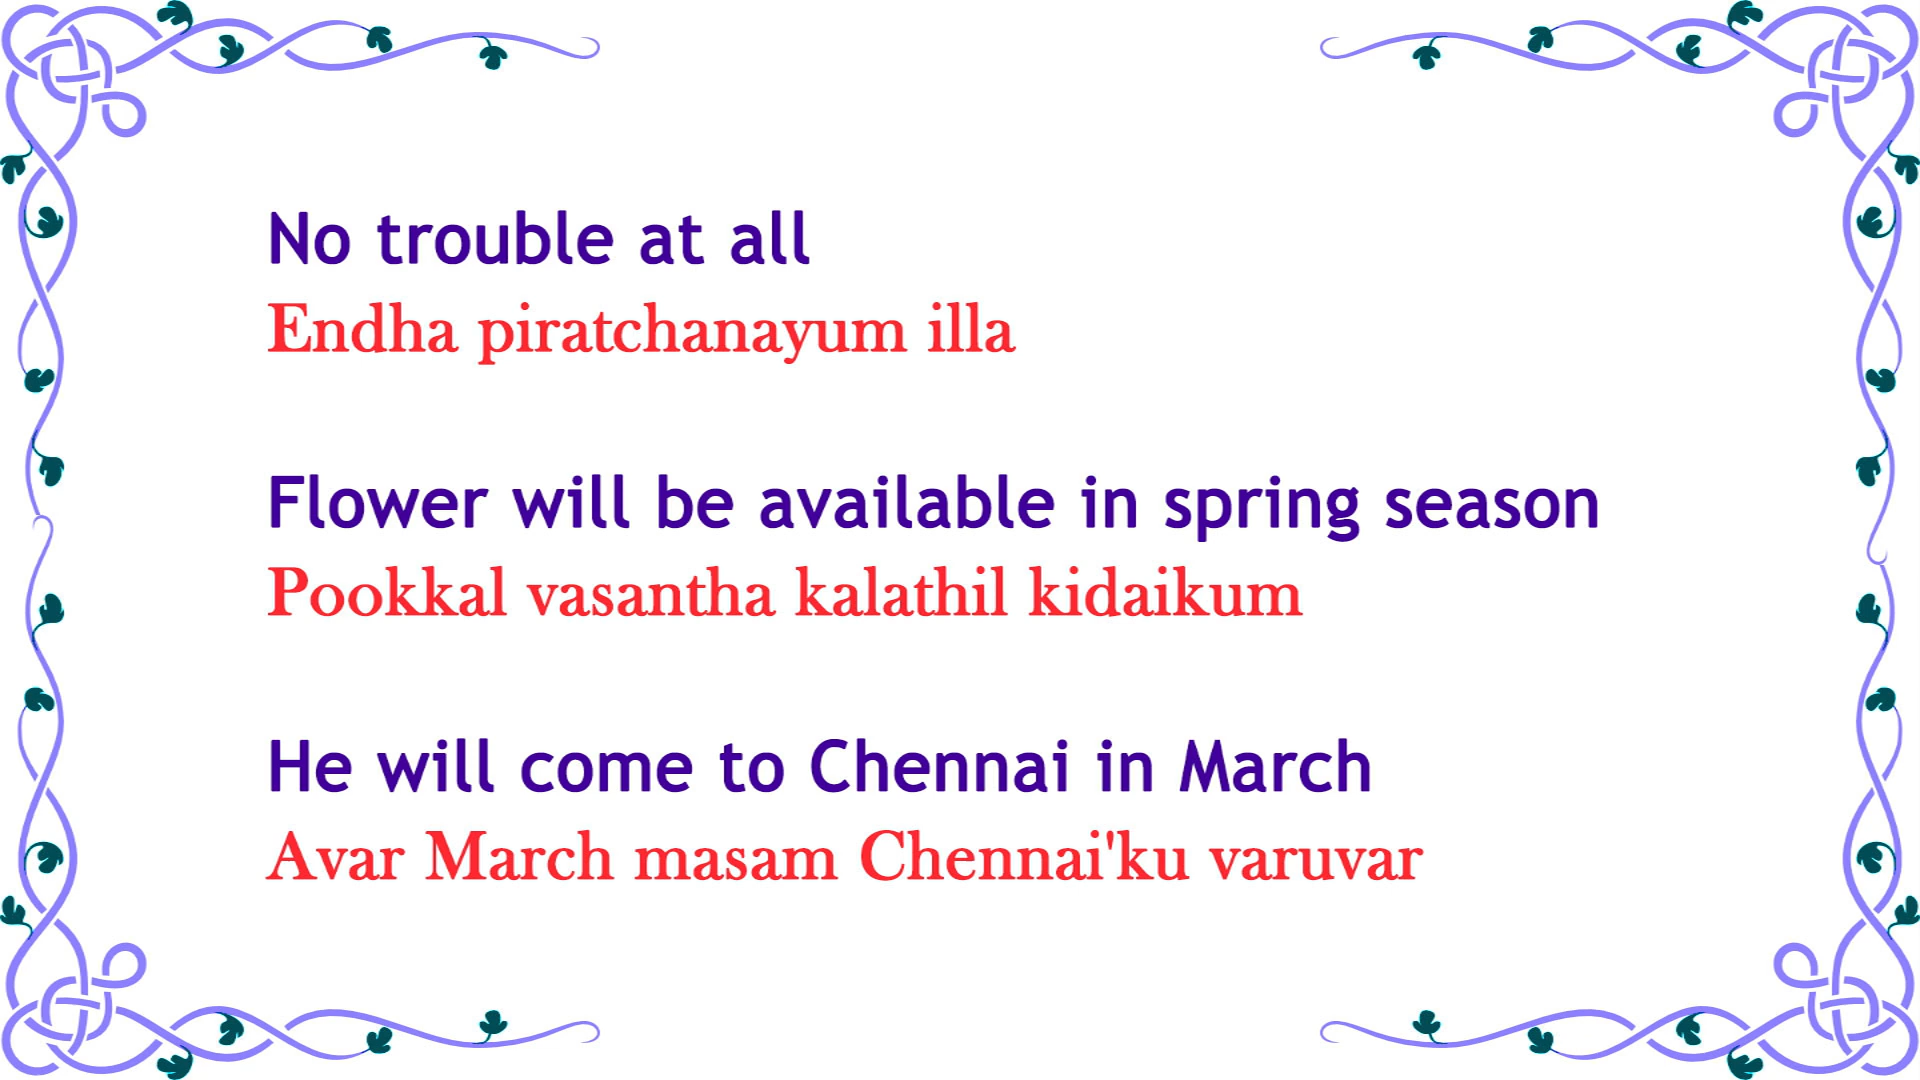 No trouble at all
Endha piratchanayum illa
Flower will be available in spring season
Pookkal vasantha kalathil kidaikum
He will come to Chennai in March
Avar March masam Chennai'ku varuvar